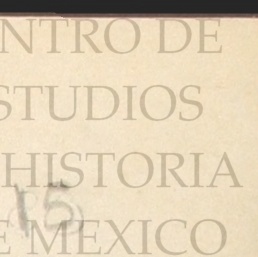 NTRO DE
STUDIOS
HISTORIA
E MEXICO
15